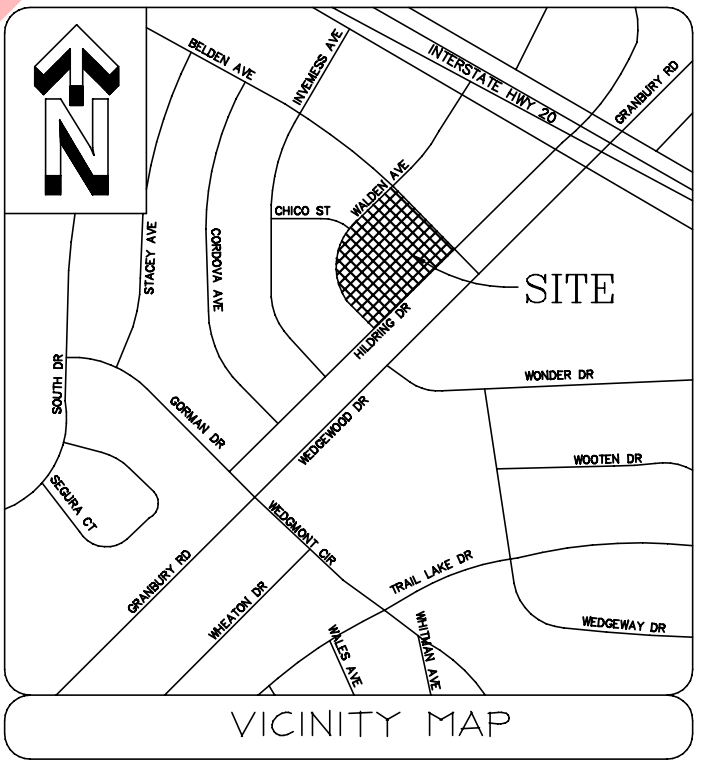 N
BELDEN AVE
INVEMESS AVE
INTERSTATE HWY 20
GRANBURY RD
WALDEN AVE
CHICO ST
STACEY AVE
CORDOVA AVE
SITE
HILDRING DR
SOUTH DR
WONDER DR
GORMAN DR
WEDGEWOOD DR
WOOTEN DR
SEGURA CT
WEDGMONT CIR
TRAIL LAKE DR
GRANBURY RD
WHEATON DR
WALES AVE
WHITMAN AVE
WEDGEWAY DR
VICINITY MAP